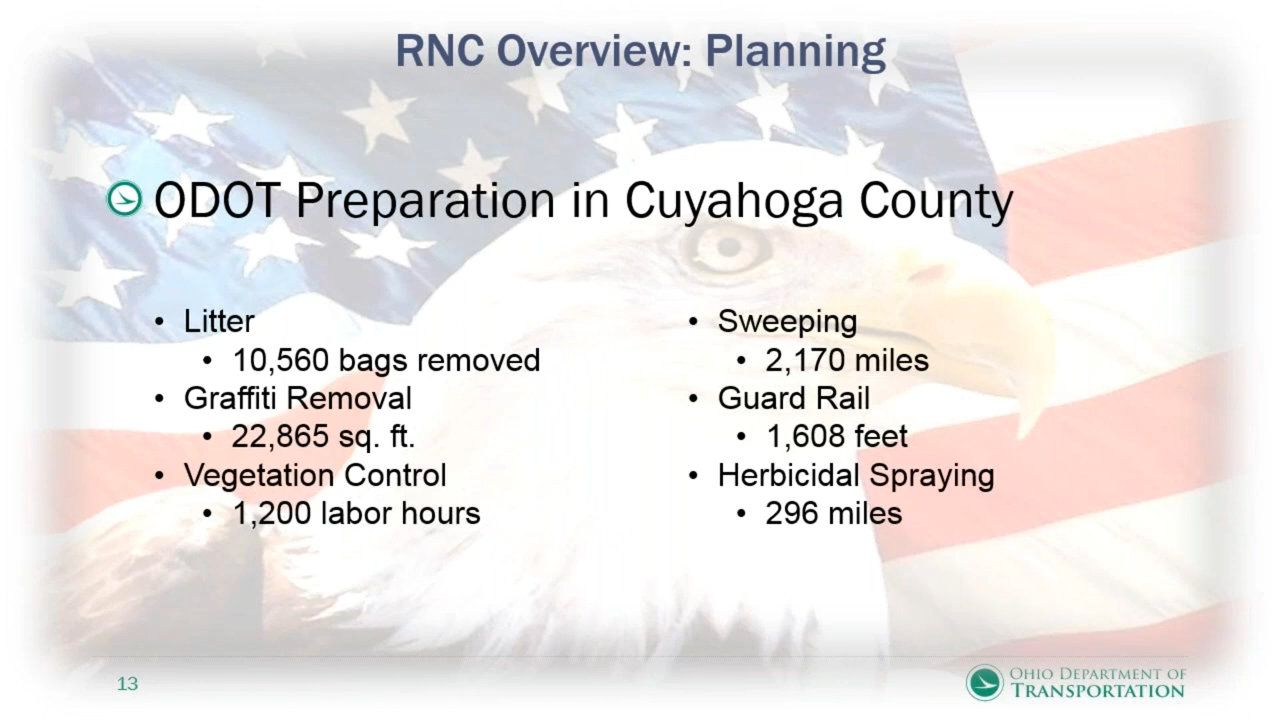 RNC Overview: Planning
ODOT Preparation in Cuyahoga County
• Litter
• 10,560 bags removed
• Graffiti Removal
• 22,865 sq. ft.
• Vegetation Control
• 1,200 labor hours
• Sweeping
• 2,170 miles
• Guard Rail
• 1,608 feet
• Herbicidal Spraying
• 296 miles
13
OHIO DEPARTMENT OF
TRANSPORTATION